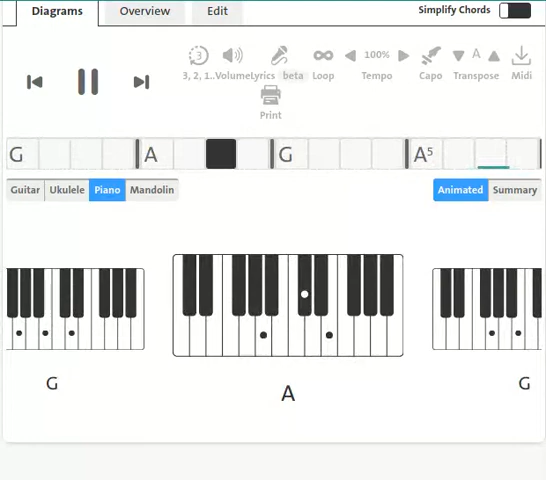 Diagrams Overview Edit Simplify Chords
3
3, 2, 1.. Volume Lyrics beta Loop 100% Tempo Capo A Transpose Midi
Print
G A G A5
Guitar Ukulele Piano Mandolin Animated Summary
G A G